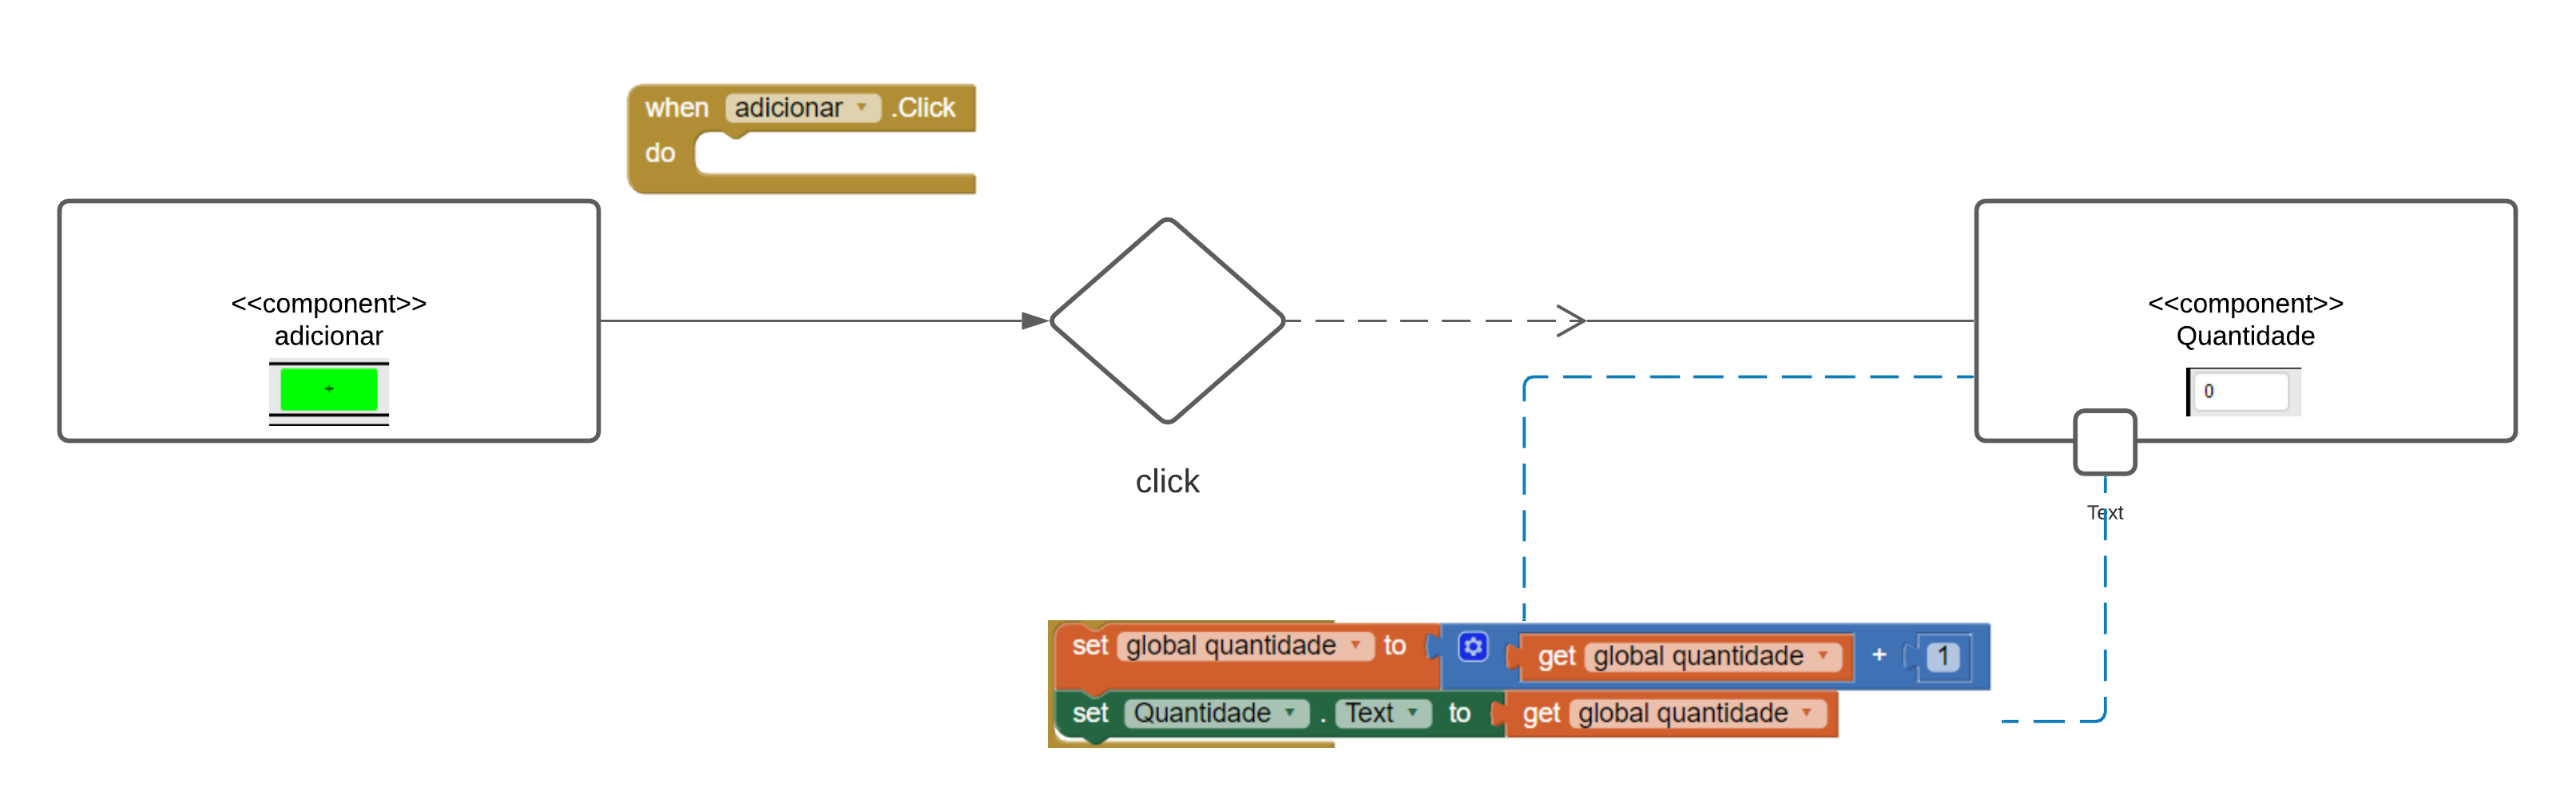 when adicionar .Click
do
<<component>>
adicionar
+
click
<<component>>
Quantidade
0
Text
set global quantidade to get global quantidade + 1
set Quantidade . Text to get global quantidade